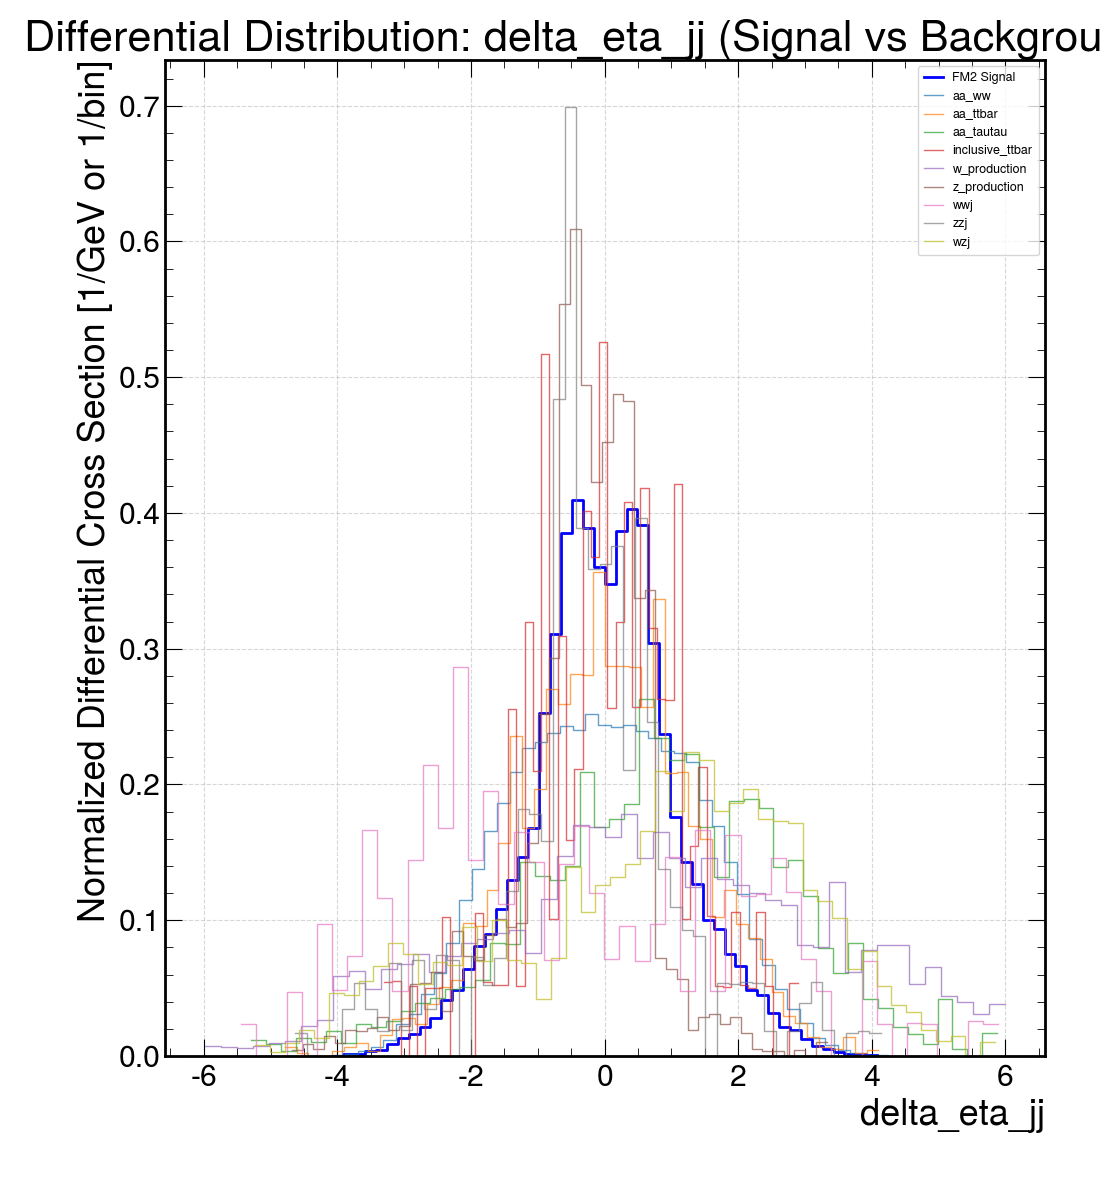 Differential Distribution: delta_eta_jj (Signal vs Backgrou
Normalized Differential Cross Section [1/GeV or 1/bin]
0.7
0.6
0.5
0.4
0.3
0.2
0.1
0.0
FM2 Signal
aa_ww
aa_ttbar
aa_tautau
inclusive_ttbar
w_production
z_production
wwj
zzj
wzj
-6 -4 -2 0 2 4 6
delta_eta_jj